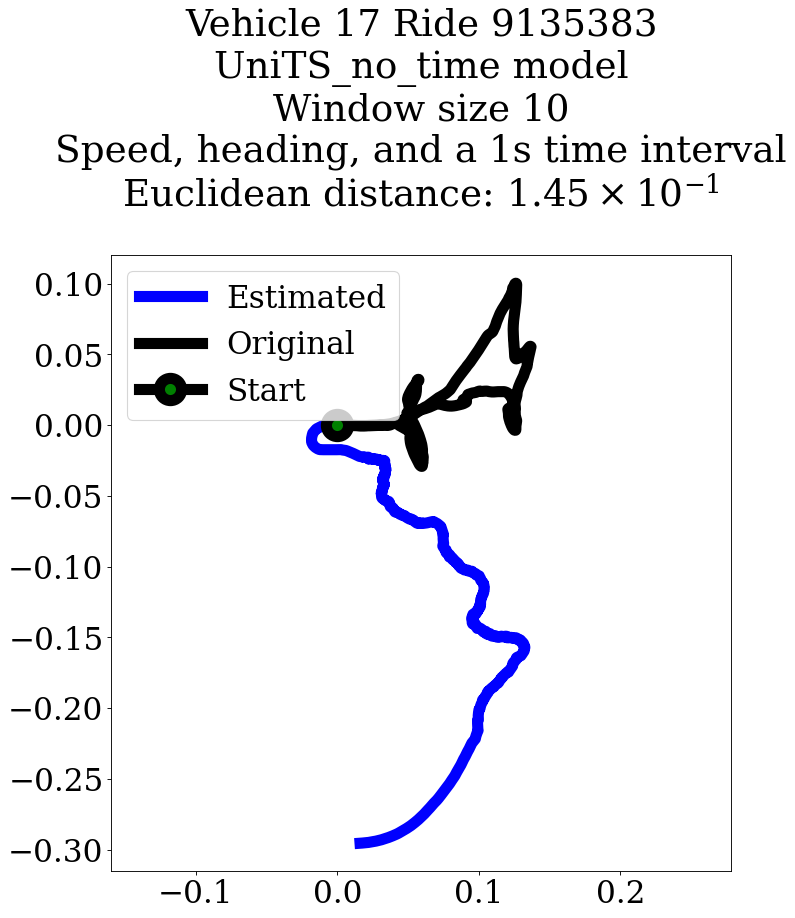 Vehicle 17 Ride 9135383
UniTS_no_time model
Window size 10
Speed, heading, and a 1s time interval
Euclidean distance: 1.45 × 10⁻¹
Estimated
Original
Start
0.10
0.05
0.00
−0.05
−0.10
−0.15
−0.20
−0.25
−0.30
−0.1
0.0
0.1
0.2